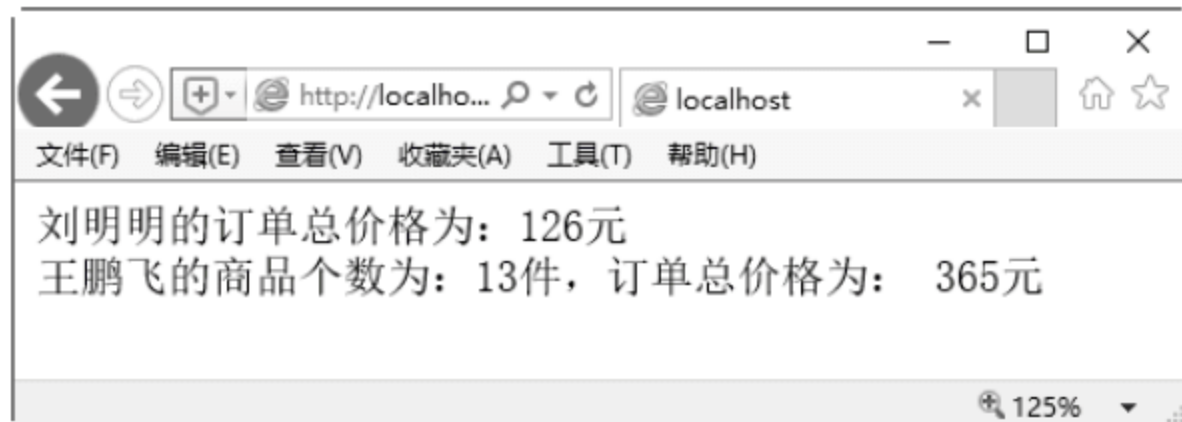 http://localho...
localhost
文件(F) 编辑(E) 查看(V) 收藏夹(A) 工具(T) 帮助(H)
刘明明的订单总价格为：126元
王鹏飞的商品个数为：13件，订单总价格为： 365元
125%